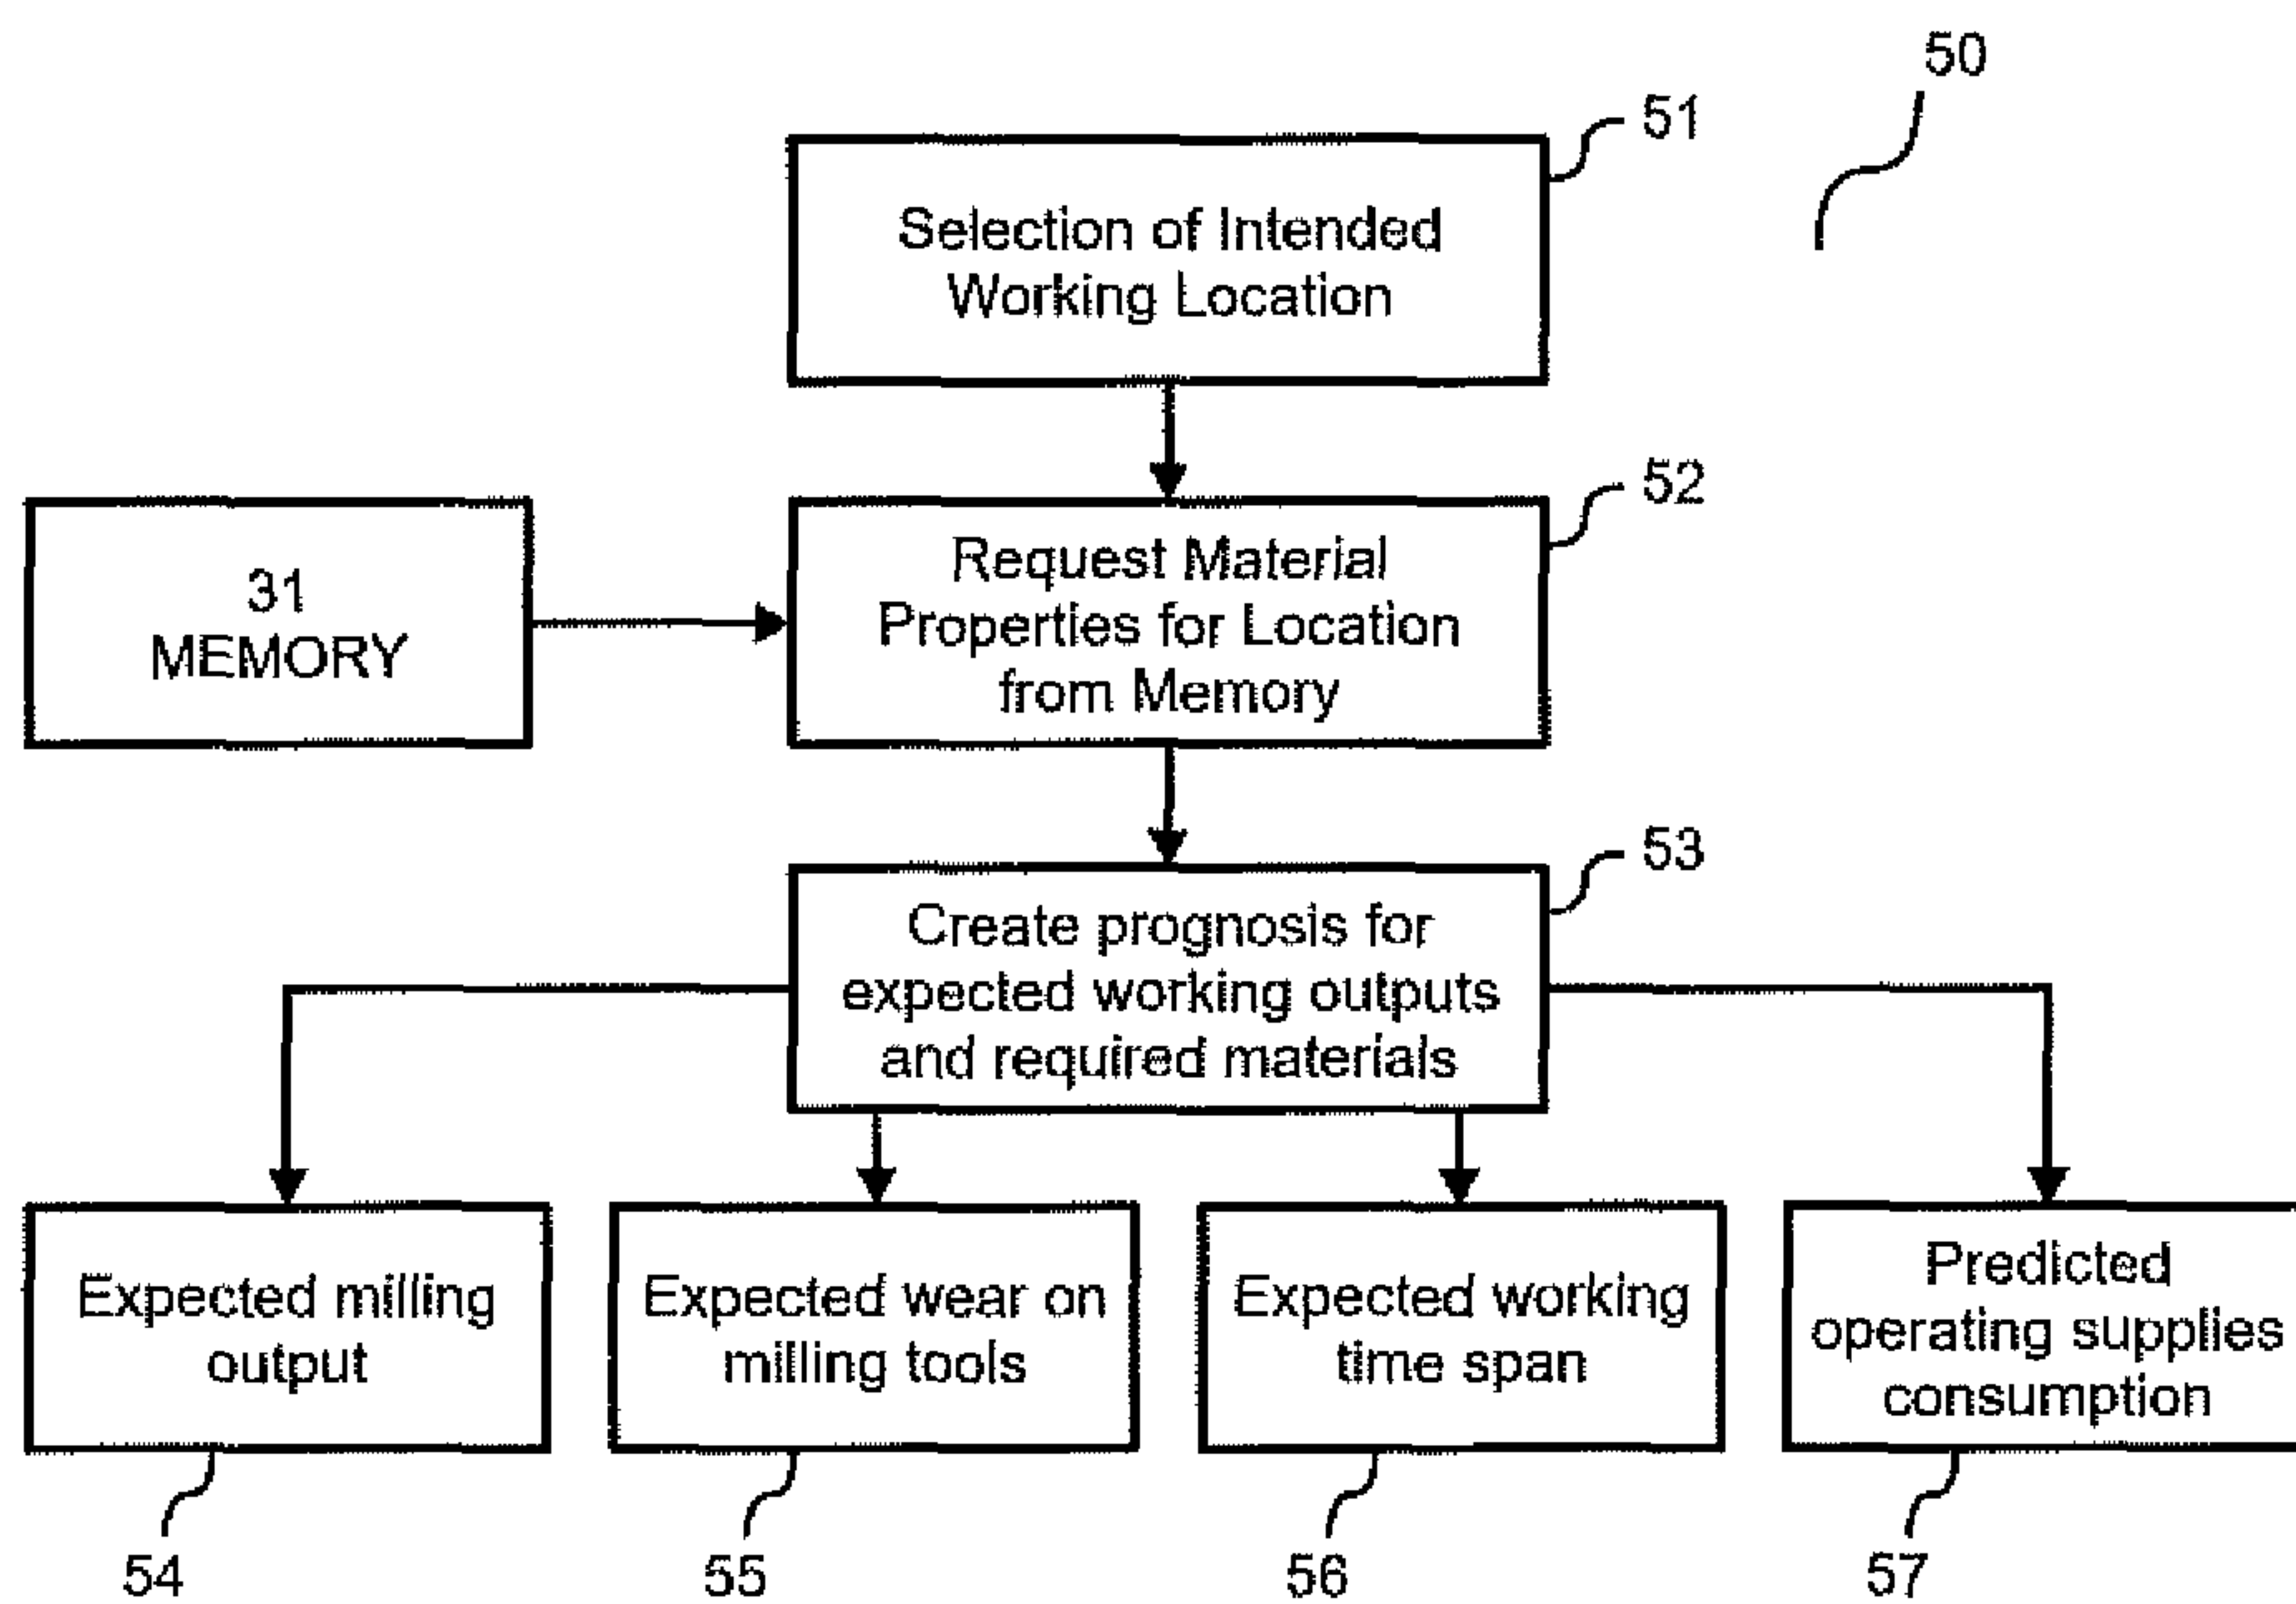 50
51
Selection of Intended
Working Location
52
31
MEMORY
Request Material
Properties for Location
from Memory
53
Create prognosis for
expected working outputs
and required materials
Expected milling
output
Expected wear on
milling tools
Expected working
time span
Predicted
operating supplies
consumption
54
55
56
57